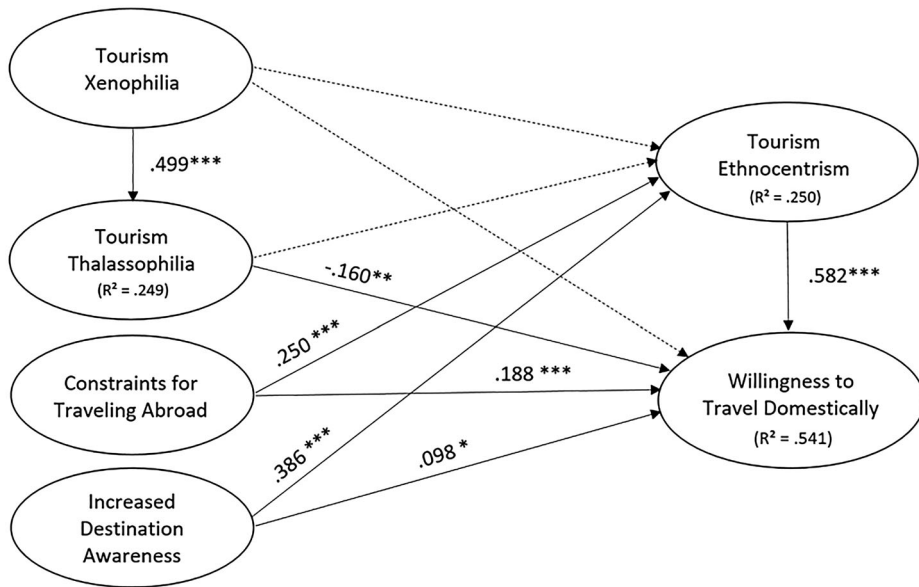 Tourism
Xenophilia
.499***
Tourism
Thalassophilia
(R² = .249)
Constraints for
Traveling Abroad
Increased
Destination
Awareness
-.160**
.250***
.188 ***
.386 ***
.098 *
Tourism
Ethnocentrism
(R² = .250)
.582***
Willingness to
Travel Domestically
(R² = .541)